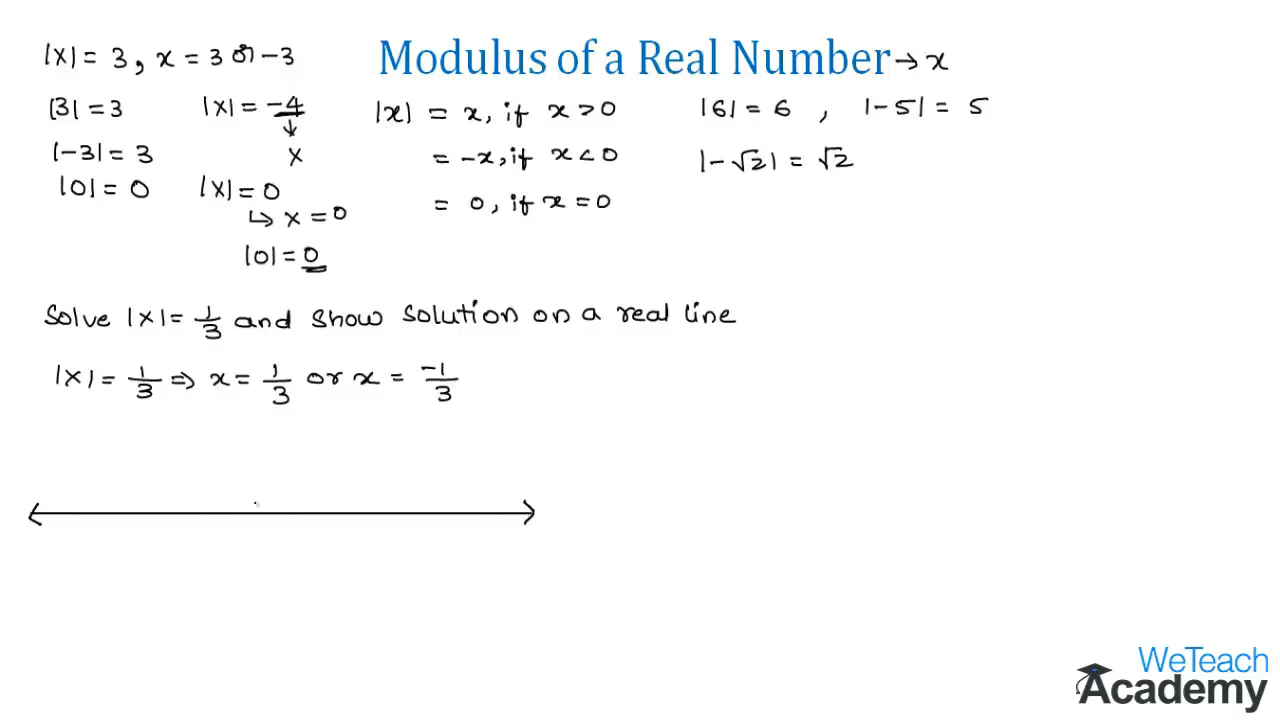 Modulus of a Real Number → x
|x| = 3, x = 3 or -3
|3| = 3
|-3| = 3
|0| = 0
|x| = -4
↓
x
|x| = 0
↳ x = 0
|0| = 0
|x| = x, if x > 0
= -x, if x < 0
= 0, if x = 0
|6| = 6 , |-5| = 5
|-√2| = √2
Solve |x| = 1/3 and show solution on a real line
|x| = 1/3 ⇒ x = 1/3 or x = -1/3
WeTeach
Academy